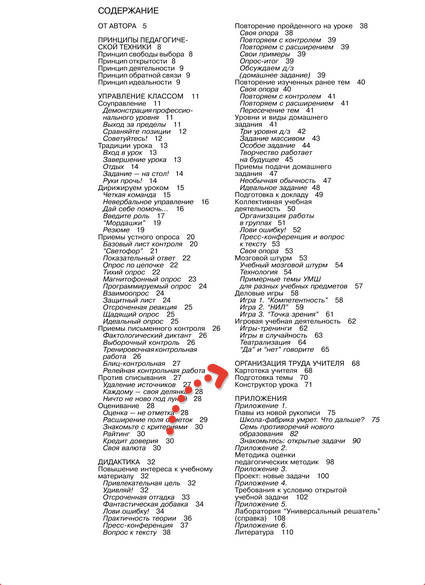 СОДЕРЖАНИЕ
ОТ АВТОРА 5
ПРИНЦИПЫ ПЕДАГОГИЧЕ-
СКОЙ ТЕХНИКИ 8
Принцип свободы выбора 8
Принцип открытости 8
Принцип деятельности 9
Принцип обратной связи 9
Принцип идеальности 9
УПРАВЛЕНИЕ КЛАССОМ 11
Соуправление 11
Демонстрация професcио-
нального уровня 11
Выход за пределы 11
Сравняйте позиции 12
Советуйтесь! 12
Традиции урока 13
Вход в урок 13
Завершение урока 13
Отдых 14
Задание — на стол! 14
Руки прочь! 14
Дирижируем уроком 15
Четкая команда 15
Невербальное управление 16
Дай себе помочь... 16
Введите роль 17
"Мордашки" 19
Резюме 19
Приемы устного опроса 20
Базовый лист контроля 20
"Светофор" 21
Показательный ответ 22
Опрос по цепочке 22
Тихий опрос 22
Магнитофонный опрос 23
Программируемый опрос 24
Взаимоопрос 24
Защитный лист 24
Отсроченная реакция 25
Щадящий опрос 25
Идеальный опрос 25
Приемы письменного контроля 26
Фактологический диктант 26
Выборочный контроль 26
Тренировочная контрольная
работа 26
Блиц-контрольная 27
Релейная контрольная работа
Против списывания 27
Удаление источников 27
Каждому — своя делянка 28
Ничто не ново под луной 28
Оценивание 28
Оценка — не отметка 28
Расширение поля отметок 29
Знакомьте с критериями 30
Райтинг 30
Кредит доверия 30
Своя валюта 30
ДИДАКТИКА 32
Повышение интереса к учебному
материалу 32
Привлекательная цель 32
Удивляй! 32
Отсроченная отгадка 33
Фантастическая добавка 34
Лови ошибку! 34
Практичность теории 36
Пресс-конференция 37
Вопрос к тексту 38
Повторение пройденного на уроке 38
Своя опора 38
Повторяем с контролем 39
Повторяем с расширением 39
Свои примеры 39
Опрос-итог 39
Обсуждаем д/з
(домашнее задание) 39
Повторение изученных ранее тем 40
Своя опора 40
Повторяем с контролем 41
Повторяем с расширением 41
Пересечение тем 41
Уровни и виды домашнего
задания 41
Три уровня д/з 42
Задание массивом 43
Особое задание 44
Творчество работает
на будущее 45
Приемы подачи домашнего
задания 47
Необычная обычность 47
Идеальное задание 48
Подготовка к докладу 49
Коллективная учебная
деятельность 50
Организация работы
в группах 51
Лови ошибку! 52
Пресс-конференция и вопрос
к тексту 53
Своя опора 53
Мозговой штурм 53
Учебный мозговой штурм 54
Технология 54
Примерные темы УМШ
для разных учебных предметов 57
Деловые игры 58
Игра 1. "Компетентность" 58
Игра 2. "НИЛ" 59
Игра 3. "Точка зрения" 61
Игровая учебная деятельность 62
Игры-тренинги 62
Игры в случайность 63
Театрализация 64
"Да" и "нет" говорите 65
ОРГАНИЗАЦИЯ ТРУДА УЧИТЕЛЯ 68
Картотека учителя 68
Подготовка темы 70
Конструктор урока 71
ПРИЛОЖЕНИЯ
Приложение 1.
Главы из новой рукописи 75
Школа-фабрика умрет. Что дальше? 75
Семь противоречий нового
образования 82
Знакомьтесь: открытые задачи 90
Приложение 2.
Методика оценки
педагогических методик 98
Приложение 3.
Проект: новые задачи 100
Приложение 4.
Требования к условию открытой
учебной задачи 102
Приложение 5.
Лаборатория "Универсальный решатель"
(справка) 108
Приложение 6.
Литература 110